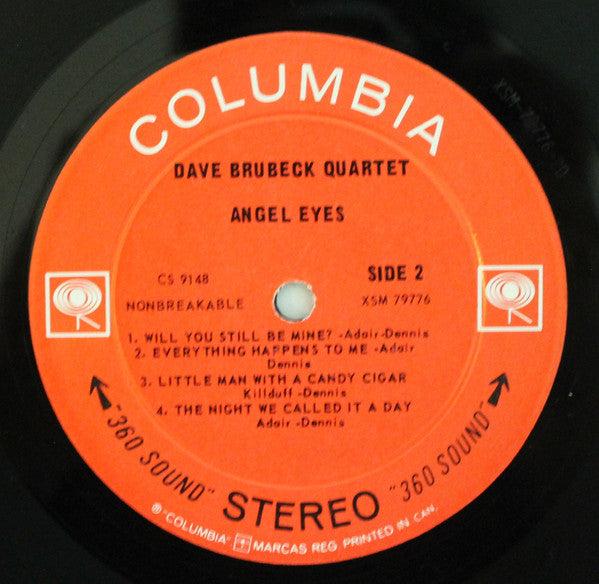 COLUMBIA
DAVE BRUBECK QUARTET
ANGEL EYES
CS 9148
SIDE 2
NONBREAKABLE
XSM 79776
1. WILL YOU STILL BE MINE? -Adair-Dennis
2. EVERYTHING HAPPENS TO ME -Adair
Dennis
3. LITTLE MAN WITH A CANDY CIGAR
Killduff -Dennis
4. THE NIGHT WE CALLED IT A DAY
Adair -Dennis
"360 SOUND" STEREO "360 SOUND"
® "COLUMBIA" MARCAS REG. PRINTED IN CAN.